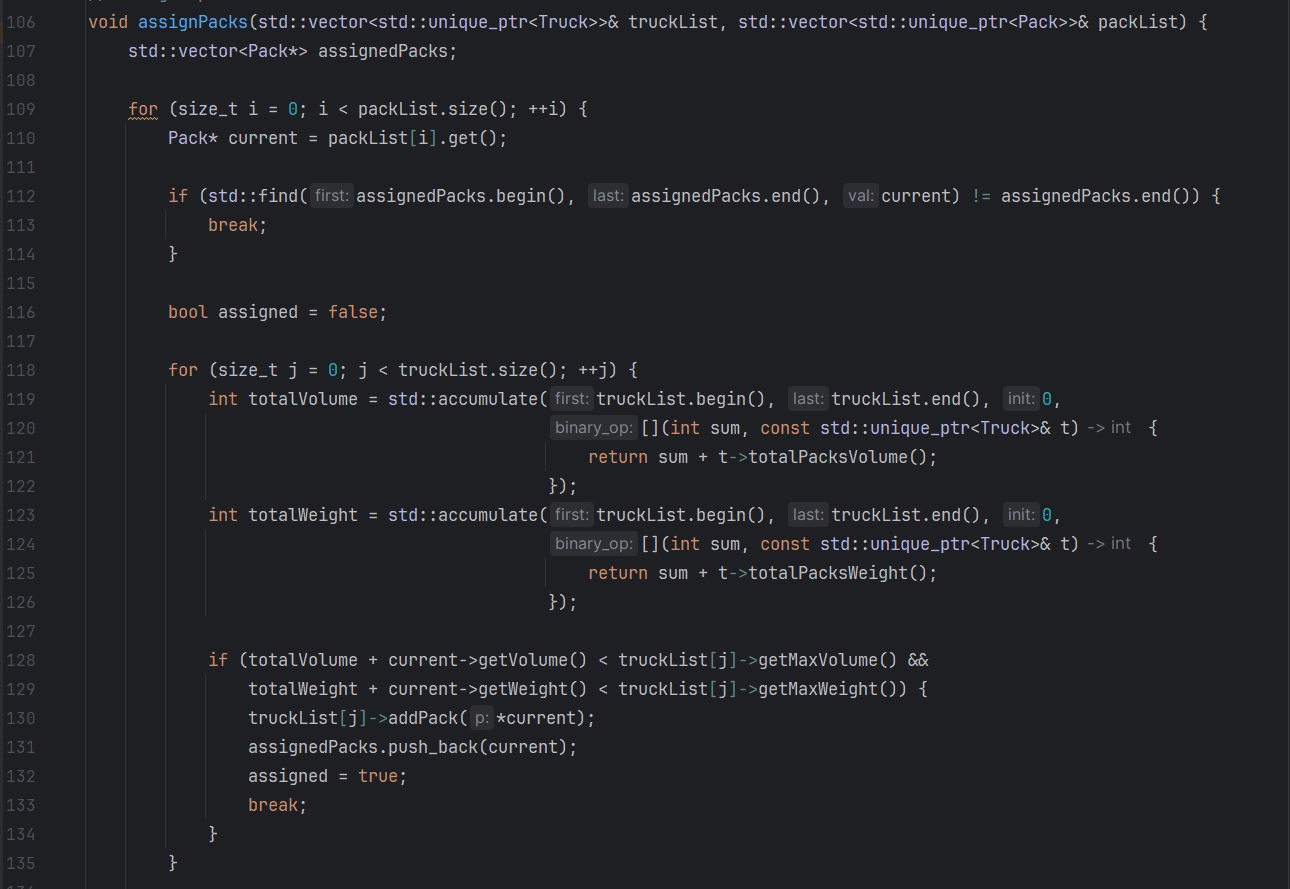 106 void assignPacks(std::vector<std::unique_ptr<Truck>>& truckList, std::vector<std::unique_ptr<Pack>>& packList) {
107 std::vector<Pack*> assignedPacks;
108
109 for (size_t i = 0; i < packList.size(); ++i) {
110 Pack* current = packList[i].get();
111
112 if (std::find( first: assignedPacks.begin(), last: assignedPacks.end(), val: current) != assignedPacks.end()) {
113 break;
114 }
115
116 bool assigned = false;
117
118 for (size_t j = 0; j < truckList.size(); ++j) {
119 int totalVolume = std::accumulate( first: truckList.begin(), last: truckList.end(), init: 0,
120 binary_op: [](int sum, const std::unique_ptr<Truck>& t) -> int {
121 return sum + t->totalPacksVolume();
122 });
123 int totalWeight = std::accumulate( first: truckList.begin(), last: truckList.end(), init: 0,
124 binary_op: [](int sum, const std::unique_ptr<Truck>& t) -> int {
125 return sum + t->totalPacksWeight();
126 });
127
128 if (totalVolume + current->getVolume() < truckList[j]->getMaxVolume() &&
129 totalWeight + current->getWeight() < truckList[j]->getMaxWeight()) {
130 truckList[j]->addPack( p: *current);
131 assignedPacks.push_back(current);
132 assigned = true;
133 break;
134 }
135 }